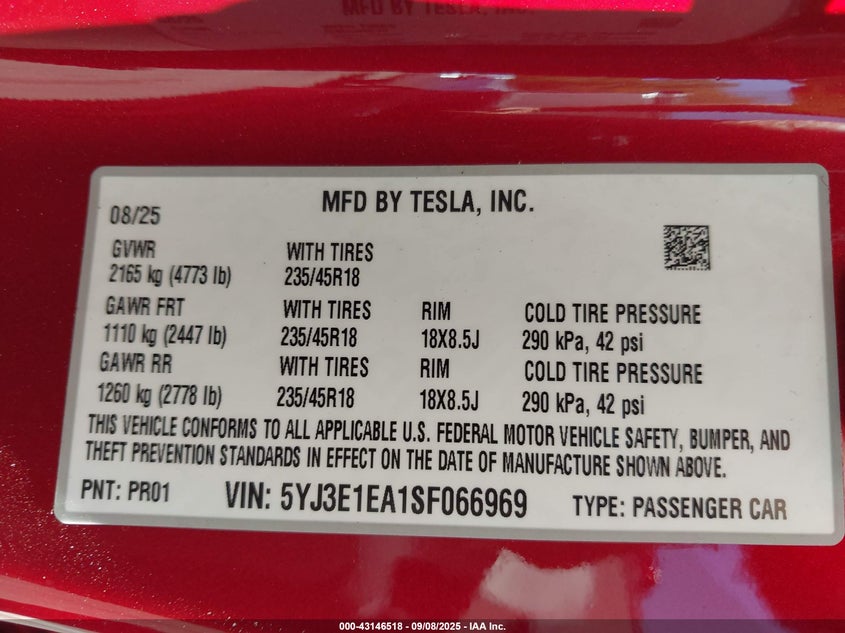 MFD BY TESLA, INC.
08/25
MFD BY TESLA, INC.
GVWR WITH TIRES
2165 kg (4773 lb) 235/45R18
GAWR FRT WITH TIRES RIM COLD TIRE PRESSURE
1110 kg (2447 lb) 235/45R18 18X8.5J 290 kPa, 42 psi
GAWR RR WITH TIRES RIM COLD TIRE PRESSURE
1260 kg (2778 lb) 235/45R18 18X8.5J 290 kPa, 42 psi
THIS VEHICLE CONFORMS TO ALL APPLICABLE U.S. FEDERAL MOTOR VEHICLE SAFETY, BUMPER, AND
THEFT PREVENTION STANDARDS IN EFFECT ON THE DATE OF MANUFACTURE SHOWN ABOVE.
PNT: PR01 VIN: 5YJ3E1EA1SF066969 TYPE: PASSENGER CAR
000-43146518 - 09/08/2025 - IAA Inc.